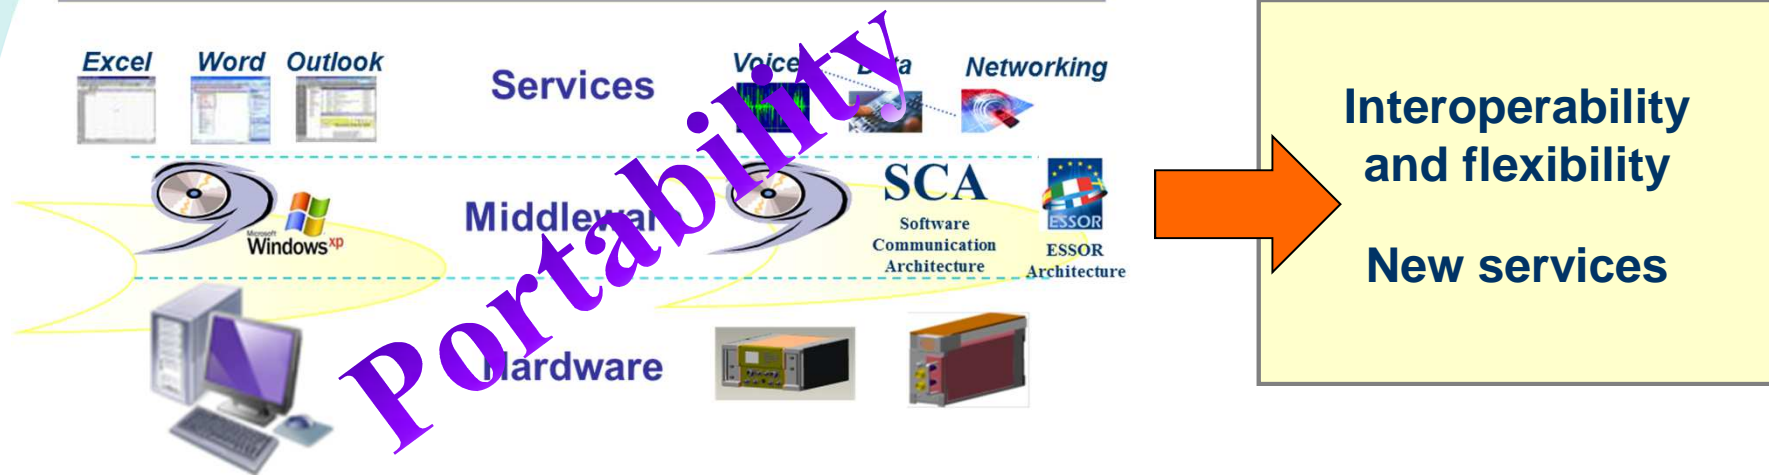 Excel
Word
Outlook
Services
Voice
Data
Networking
Microsoft
Windows xp
Middleware
SCA
Software
Communication
Architecture
ESSOR
ESSOR
Architecture
Hardware
Portability
Interoperability
and flexibility
New services